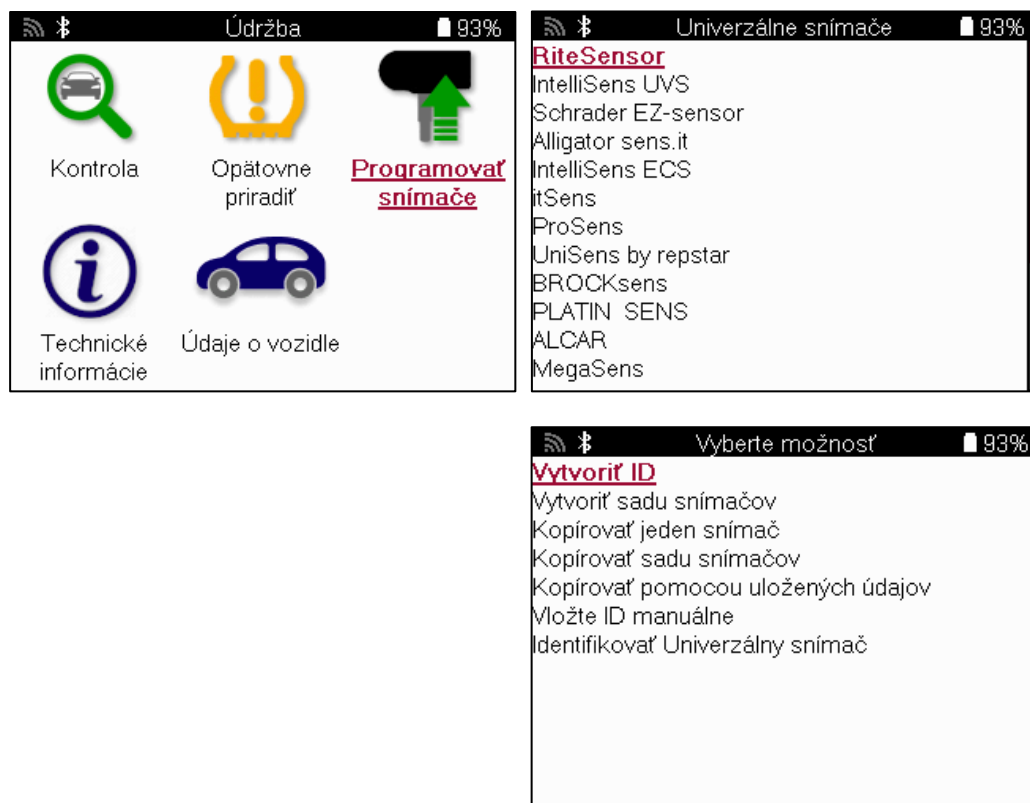 Údržba 93%
Kontrola
Opätovne
priradiť
Programovať
snímače
Technické
informácie
Údaje o vozidle
Univerzálne snímače 93%
RiteSensor
IntelliSens UVS
Schrader EZ-sensor
Alligator sens.it
IntelliSens ECS
itSens
ProSens
UniSens by repstar
BROCKsens
PLATIN SENS
ALCAR
MegaSens
Vyberte možnosť 93%
Vytvoriť ID
Vytvoriť sadu snímačov
Kopírovať jeden snímač
Kopírovať sadu snímačov
Kopírovať pomocou uložených údajov
Vložte ID manuálne
Identifikovať Univerzálny snímač